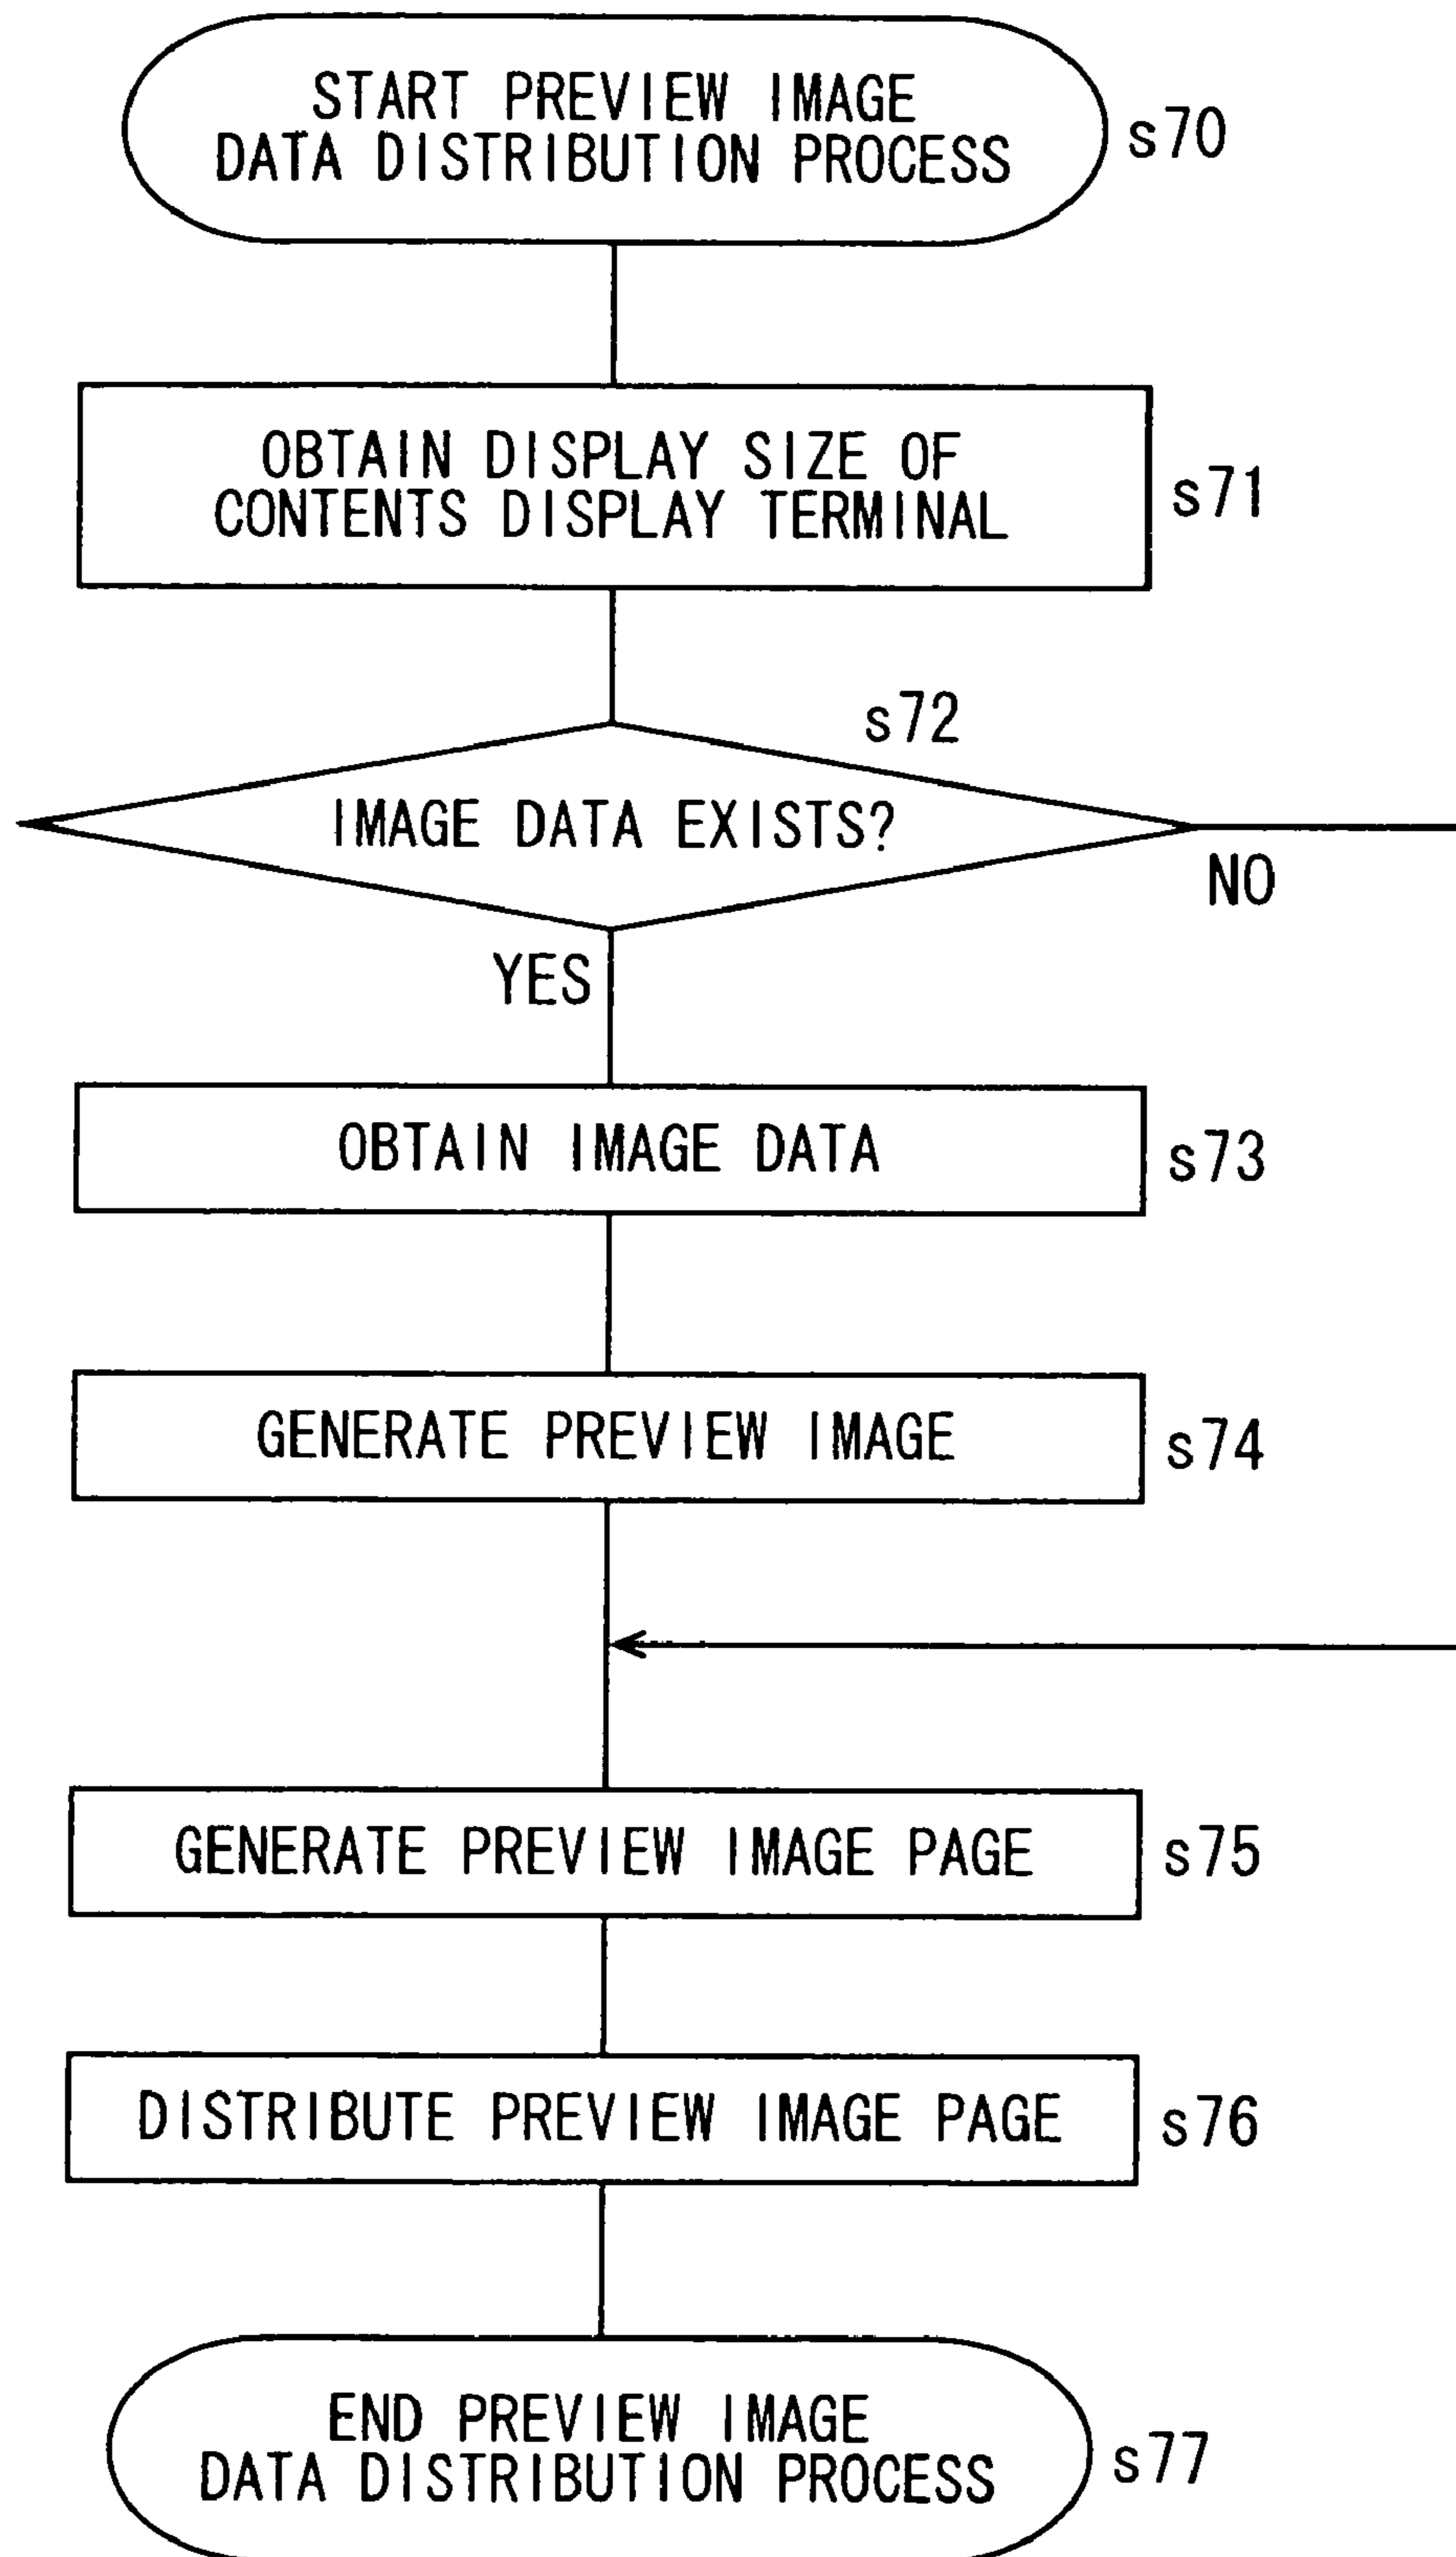 START PREVIEW IMAGE
DATA DISTRIBUTION PROCESS
s70
OBTAIN DISPLAY SIZE OF
CONTENTS DISPLAY TERMINAL
s71
s72
IMAGE DATA EXISTS?
NO
YES
OBTAIN IMAGE DATA
s73
GENERATE PREVIEW IMAGE
s74
GENERATE PREVIEW IMAGE PAGE
s75
DISTRIBUTE PREVIEW IMAGE PAGE
s76
END PREVIEW IMAGE
DATA DISTRIBUTION PROCESS
s77